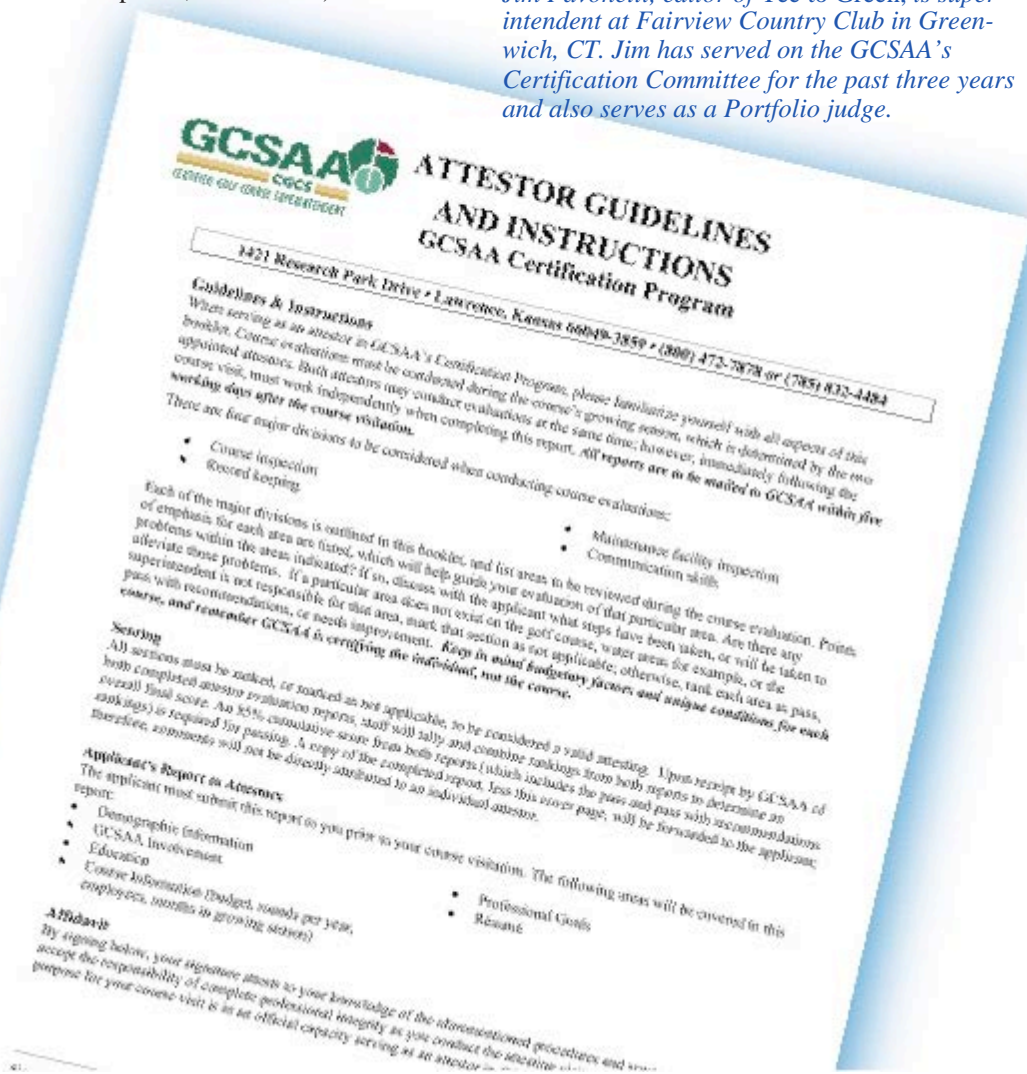 Jim Pavonetti, editor of Tee to Green, is super-
intendent at Fairview Country Club in Green-
wich, CT. Jim has served on the GCSAA's
Certification Committee for the past three years
and also serves as a Portfolio judge.
GCSAA
CGCS
CERTIFIED GOLF COURSE SUPERINTENDENT
ATTESTOR GUIDELINES
AND INSTRUCTIONS
GCSAA Certification Program
1421 Research Park Drive • Lawrence, Kansas 66049-3859 • (800) 472-7878 or (785) 832-4484
Guidelines & Instructions
When serving as an attestor in GCSAA's Certification Program, please familiarize yourself with all aspects of this
booklet. Course evaluations must be conducted during the course's growing season, which is determined by the two
appointed attestors. Both attestors may conduct evaluations at the same time; however, immediately following the
course visit, must work independently when completing this report. All reports are to be mailed to GCSAA within five
working days after the course visitation.
There are four major divisions to be considered when conducting course evaluations:
• Course inspection
• Record keeping
• Maintenance facility inspection
• Communication skills
Each of the major divisions is outlined in this booklet, and list areas to be reviewed during the course evaluation. Points
of emphasis for each area are listed, which will help guide your evaluation of that particular area. Are there any
problems within the areas indicated? If so, discuss with the applicant what steps have been taken, or will be taken to
alleviate those problems. If a particular area does not exist on the golf course, water areas for example, or the
superintendent is not responsible for that area, mark that section as not applicable; otherwise, rank each area as pass,
pass with recommendations, or needs improvement. Keep in mind budgetary factors and unique conditions for each
course, and remember GCSAA is certifying the individual, not the course.
Scoring
All sections must be ranked, or marked as not applicable, to be considered a valid attesting. Upon receipt by GCSAA of
both completed attestor evaluation reports, staff will tally and combine rankings from both reports to determine an
overall final score. An 85% cumulative score from both reports (which includes the pass and pass with recommendations
rankings) is required for passing. A copy of the completed report, less this cover page, will be forwarded to the applicant;
therefore, comments will not be directly attributed to an individual attestor.
Applicant's Report to Attestors
The applicant must submit this report to you prior to your course visitation. The following areas will be covered in this
report:
• Demographic Information
• GCSAA Involvement
• Education
• Course Information (budget, rounds per year,
employees, months in growing season)
• Professional Goals
• Résumé
Affidavit
By signing below, your signature attests to your knowledge of the aforementioned procedures and
accept the responsibility of complete professional integrity as you conduct the attesting
purpose for your course visit is in an official capacity serving as an attestor